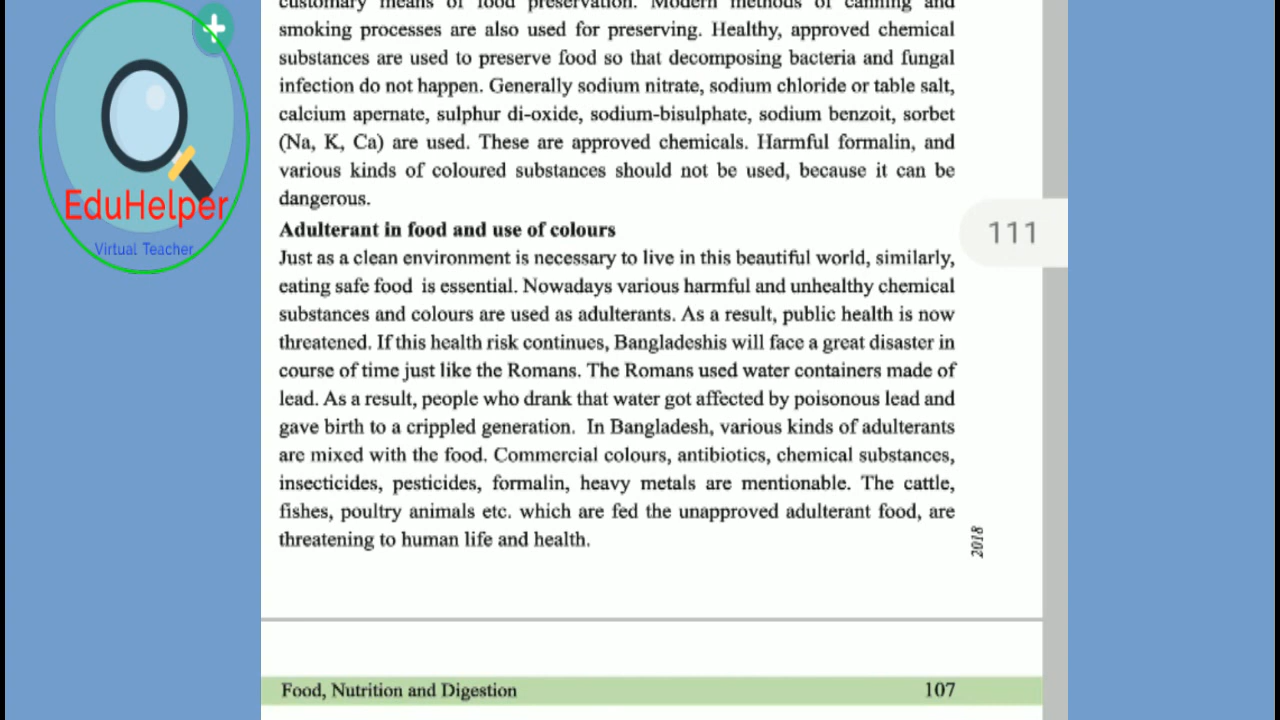 customary means of food preservation. Modern methods of canning and
smoking processes are also used for preserving. Healthy, approved chemical
substances are used to preserve food so that decomposing bacteria and fungal
infection do not happen. Generally sodium nitrate, sodium chloride or table salt,
calcium apernate, sulphur di-oxide, sodium-bisulphate, sodium benzoit, sorbet
(Na, K, Ca) are used. These are approved chemicals. Harmful formalin, and
various kinds of coloured substances should not be used, because it can be
dangerous.
Adulterant in food and use of colours
Just as a clean environment is necessary to live in this beautiful world, similarly,
eating safe food is essential. Nowadays various harmful and unhealthy chemical
substances and colours are used as adulterants. As a result, public health is now
threatened. If this health risk continues, Bangladeshis will face a great disaster in
course of time just like the Romans. The Romans used water containers made of
lead. As a result, people who drank that water got affected by poisonous lead and
gave birth to a crippled generation. In Bangladesh, various kinds of adulterants
are mixed with the food. Commercial colours, antibiotics, chemical substances,
insecticides, pesticides, formalin, heavy metals are mentionable. The cattle,
fishes, poultry animals etc. which are fed the unapproved adulterant food, are
threatening to human life and health.
2018
Food, Nutrition and Digestion 107
111
EduHelper
Virtual Teacher